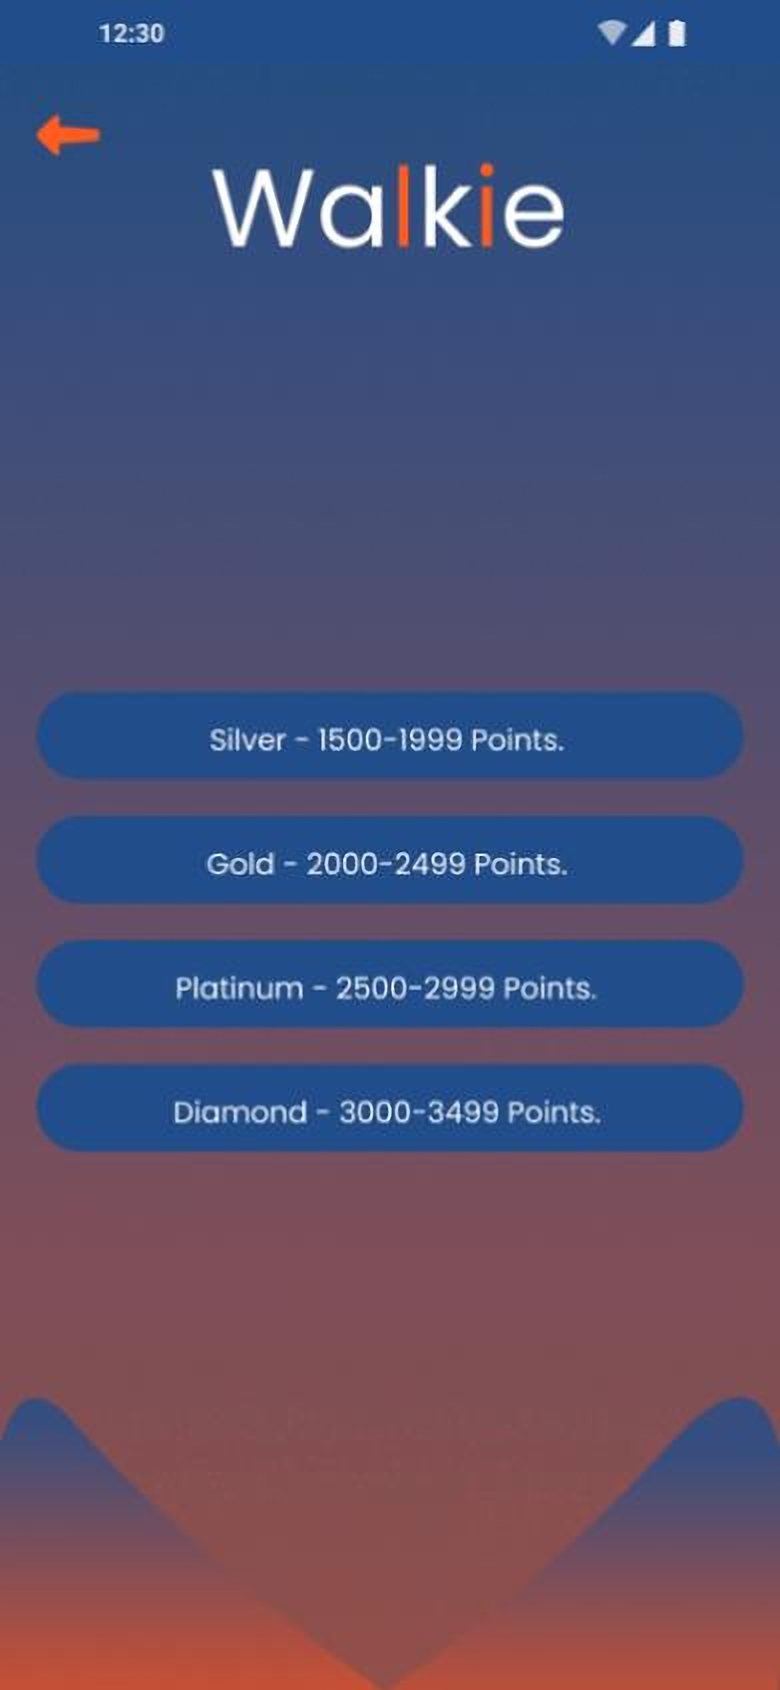 12:30
Walkie
Silver - 1500-1999 Points.
Gold - 2000-2499 Points.
Platinum - 2500-2999 Points.
Diamond - 3000-3499 Points.